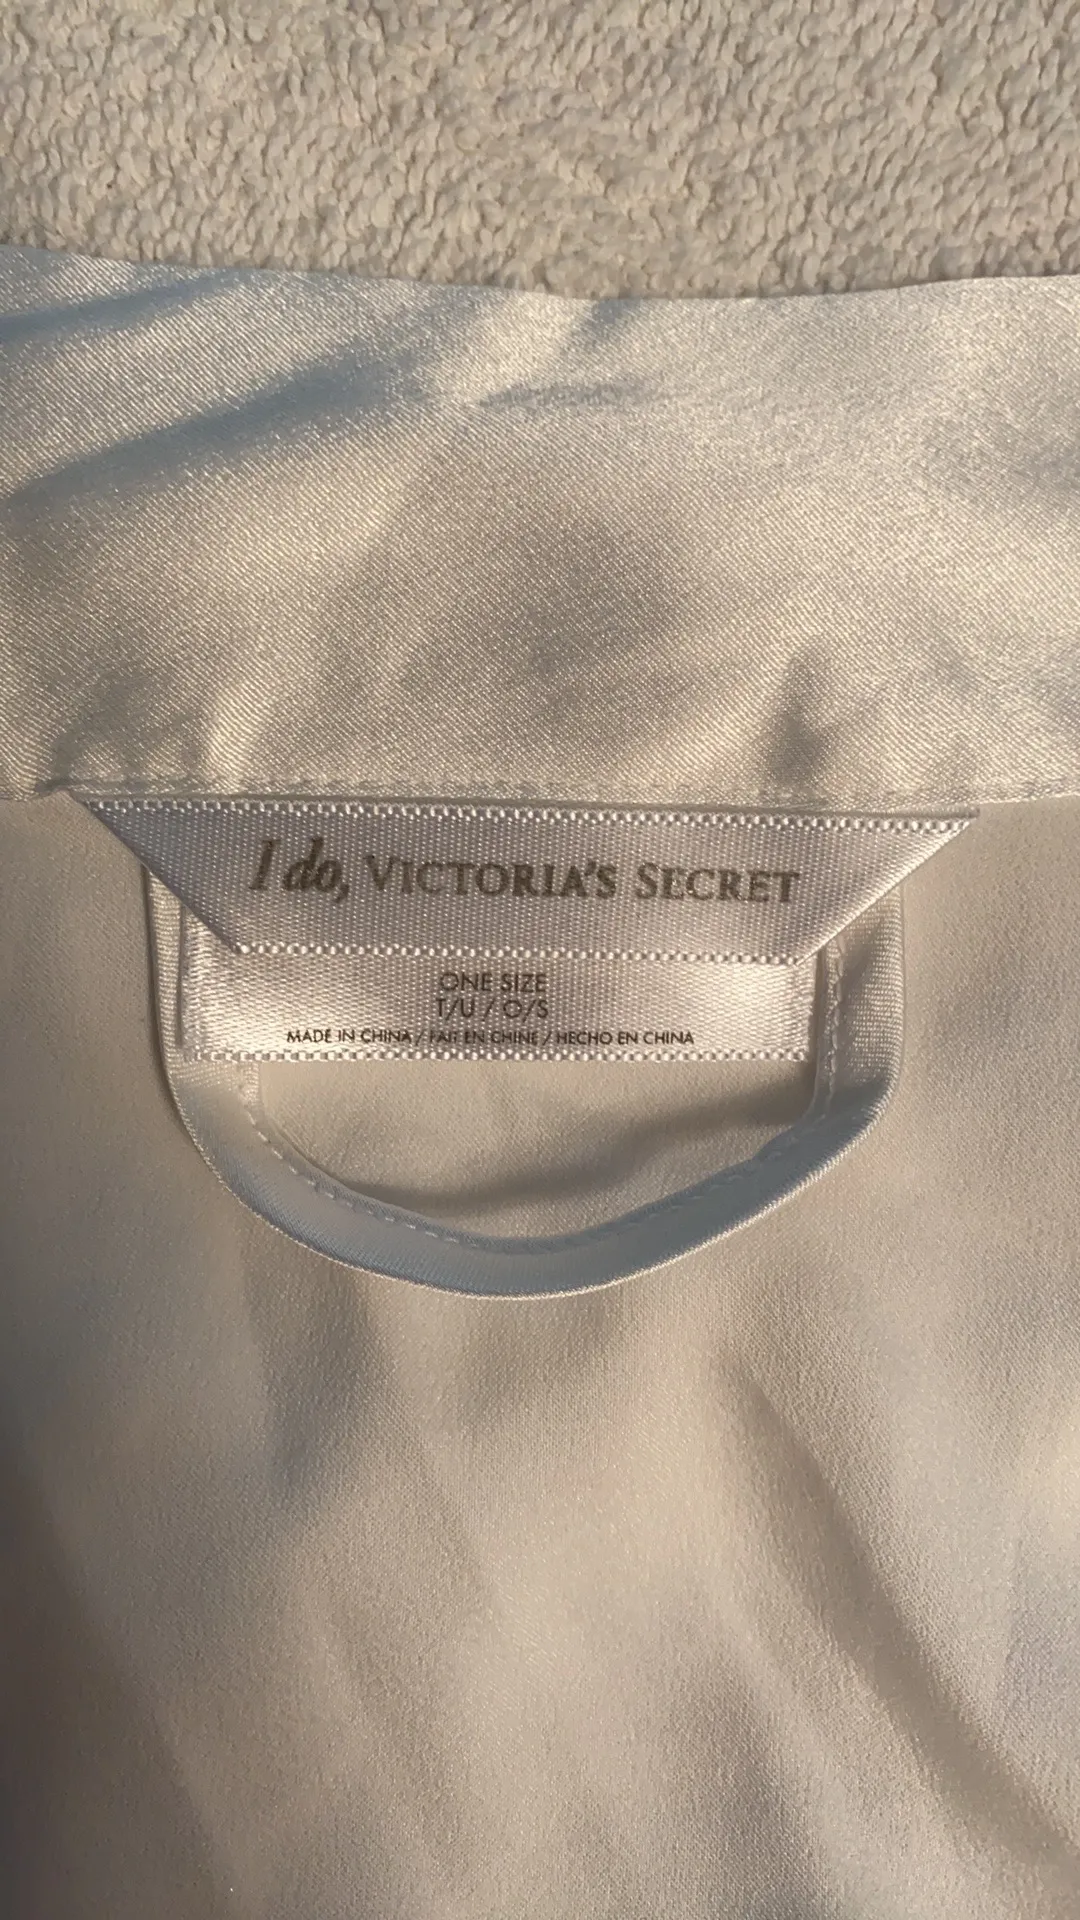 I do, VICTORIA'S SECRET
ONE SIZE
T/U / O/S
MADE IN CHINA / FAIT EN CHINE / HECHO EN CHINA